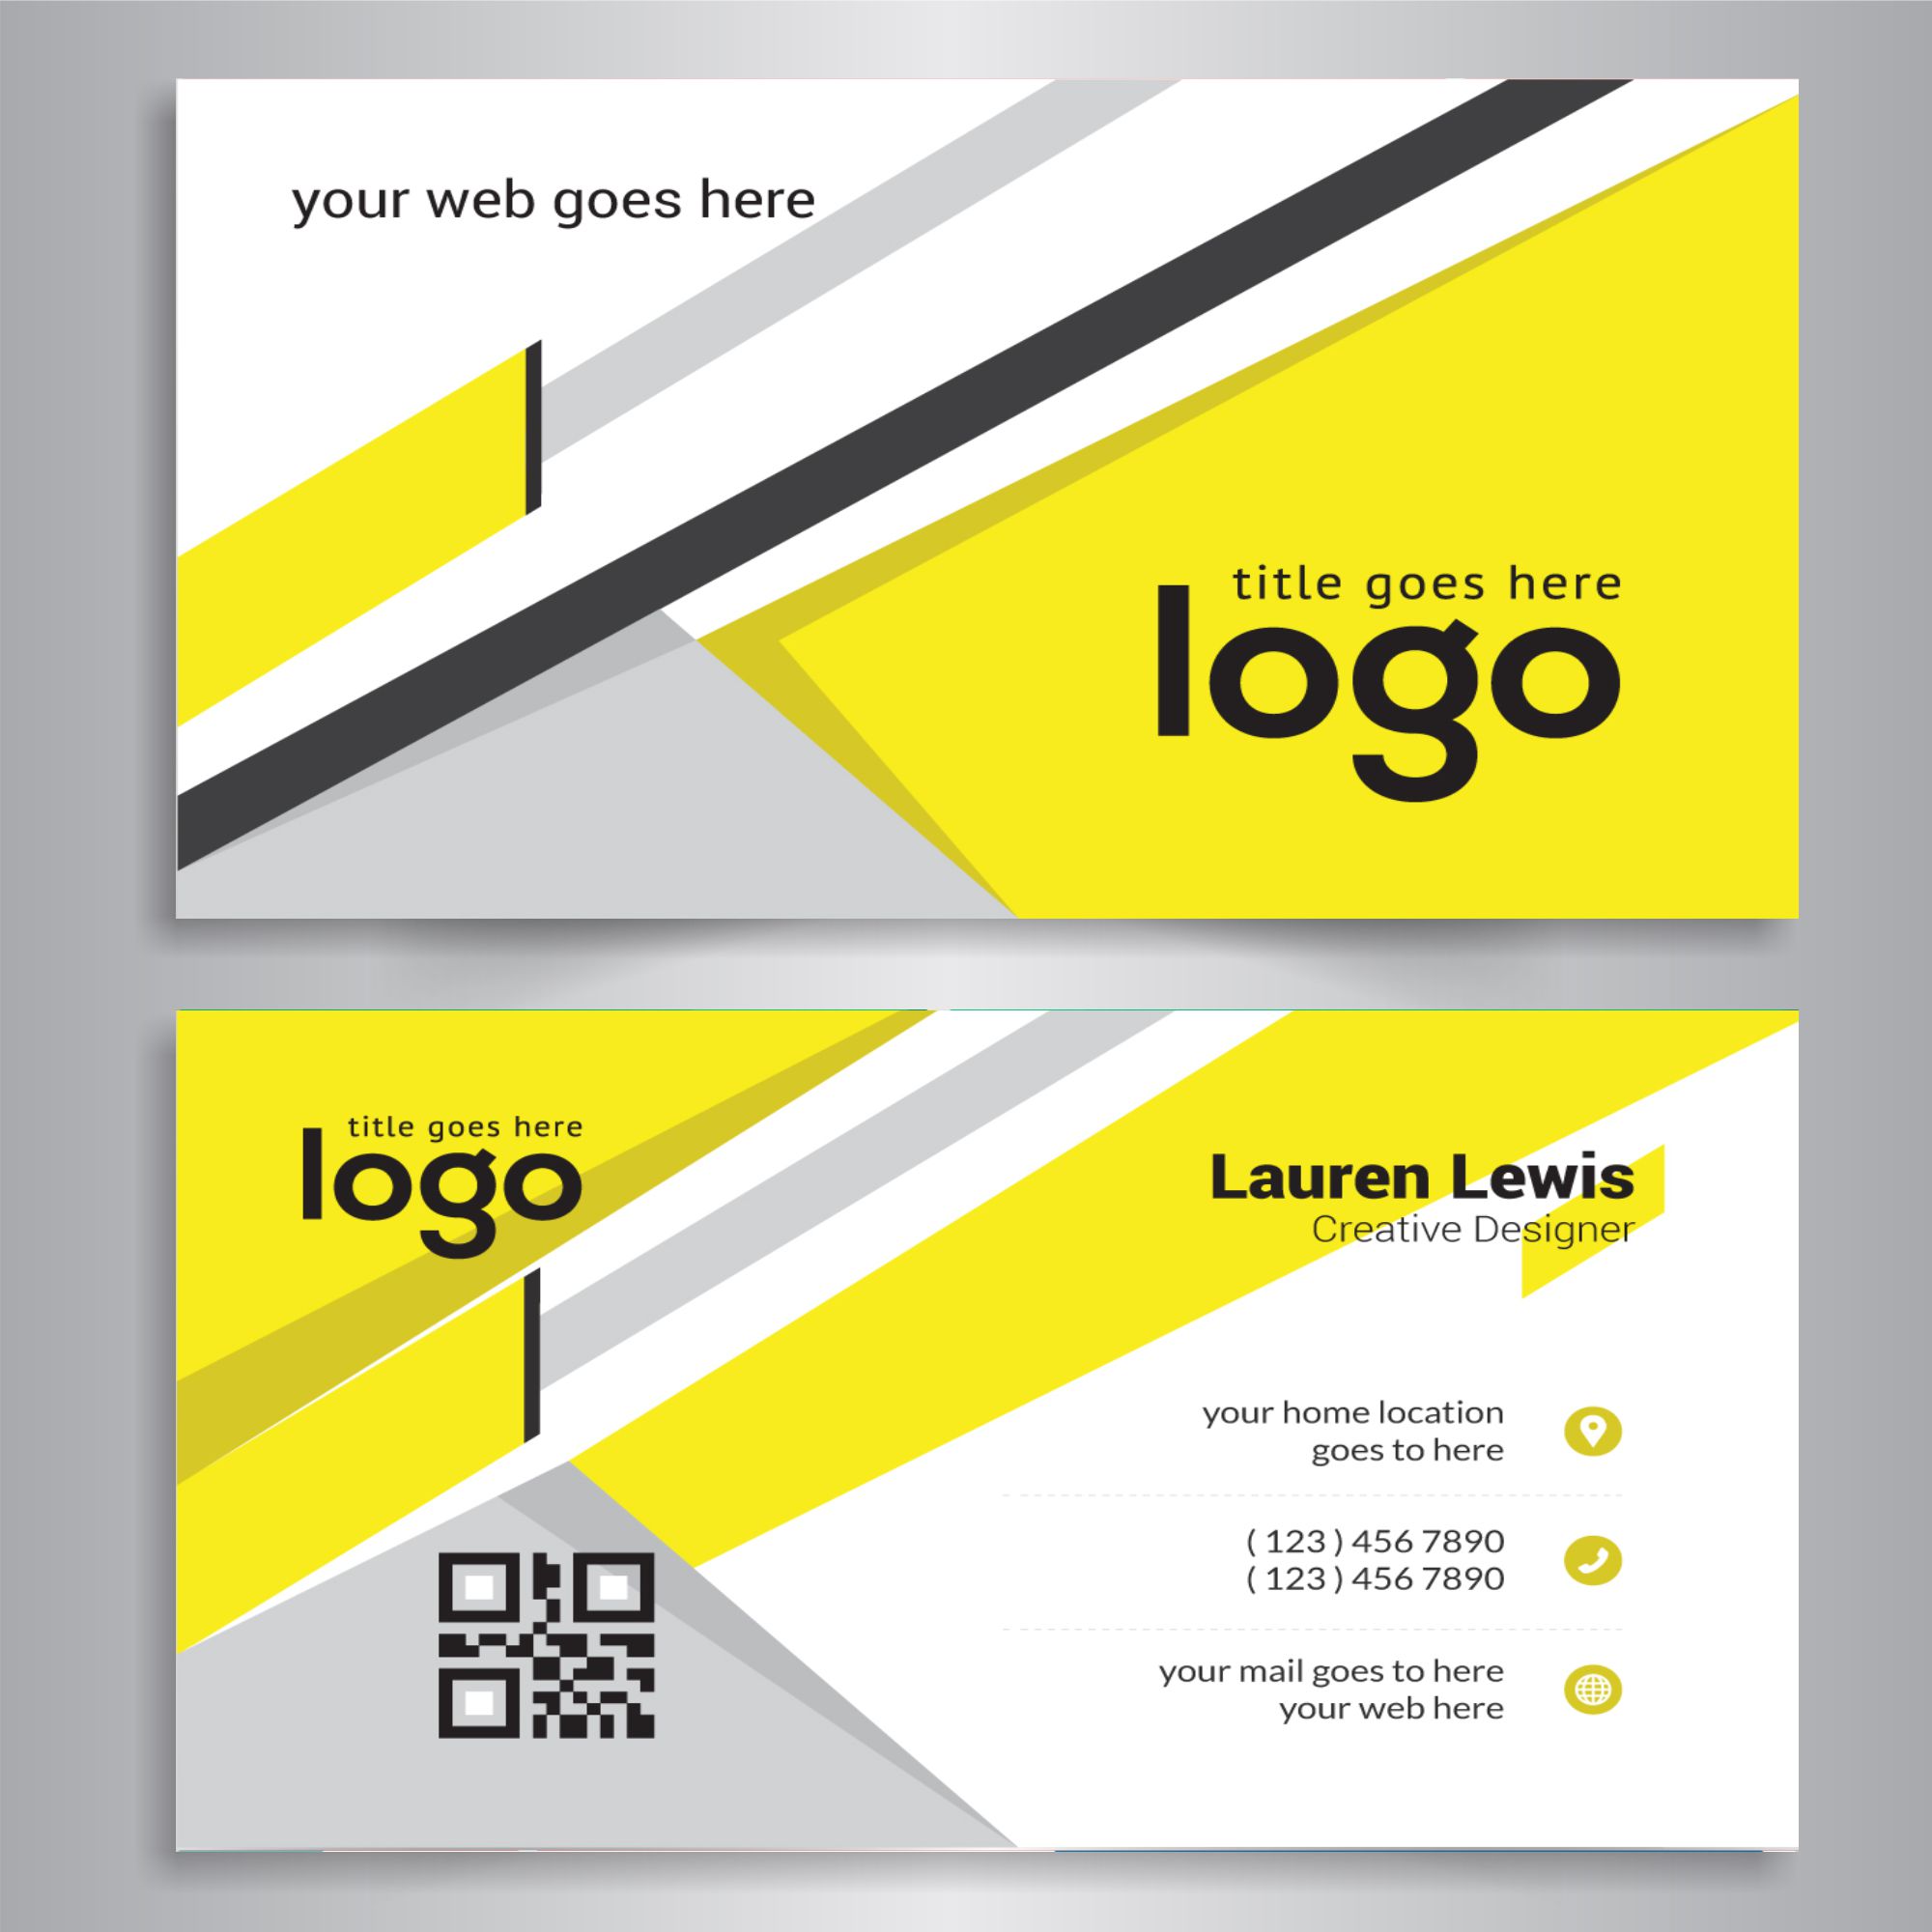 your web goes here
title goes here
logo
title goes here
logo
Lauren Lewis
Creative Designer
your home location
goes to here
( 123 ) 456 7890
( 123 ) 456 7890
your mail goes to here
your web here